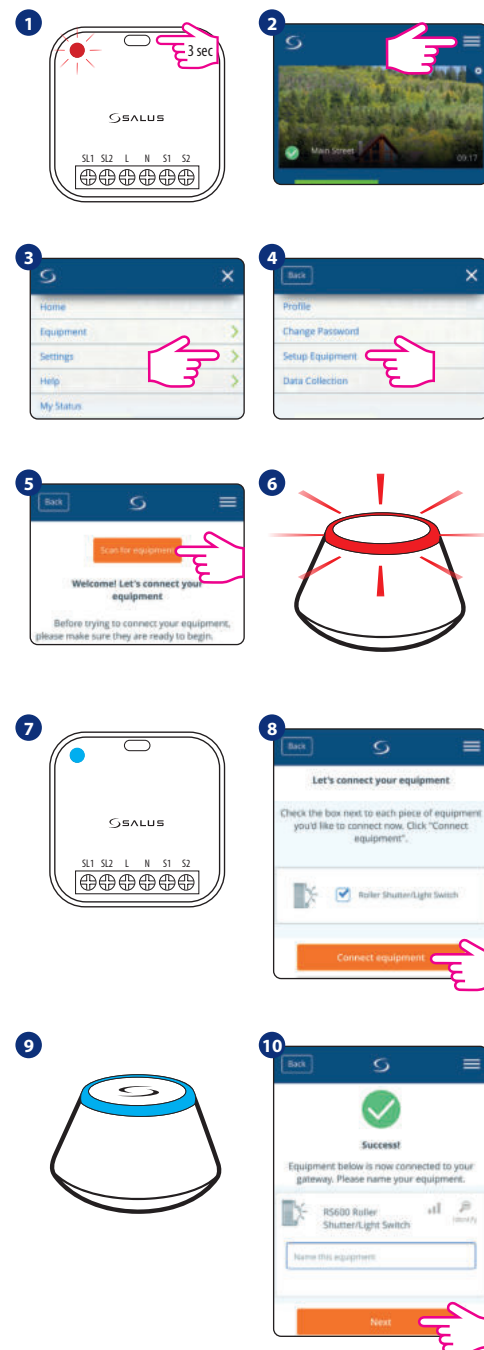 1
3 sec
SALUS
SL1 SL2 L N S1 S2
2
Main Street
09:17
3
Home
Equipment
Settings
Help
My Status
4
Back
Profile
Change Password
Setup Equipment
Data Collection
5
Back
Scan for equipment
Welcome! Let's connect your
equipment
Before trying to connect your equipment,
please make sure they are ready to begin.
6
7
SALUS
SL1 SL2 L N S1 S2
8
Back
Let's connect your equipment
Check the box next to each piece of equipment
you'd like to connect now. Click "Connect
equipment".
Roller Shutter/Light Switch
Connect equipment
9
10
Back
Success!
Equipment below is now connected to your
gateway. Please name your equipment.
RS600 Roller
Shutter/Light Switch
Identify
Name this equipment
Next